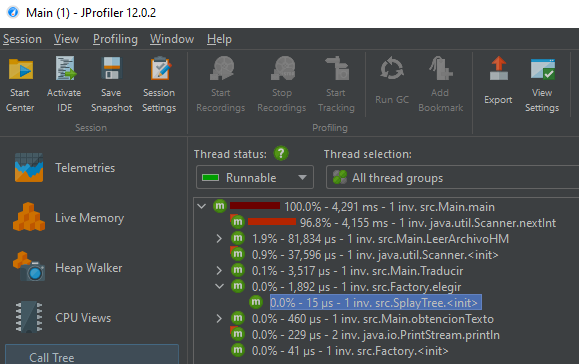 Main (1) - JProfiler 12.0.2
Session View Profiling Window Help
Start Center
Activate IDE
Save Snapshot
Session Settings
Start Recordings
Stop Recordings
Start Tracking
Run GC
Add Bookmark
Export
View Settings
Session
Profiling
Telemetries
Live Memory
Heap Walker
CPU Views
Call Tree
Thread status:
Thread selection:
Runnable
All thread groups
100.0% - 4,291 ms - 1 inv. src.Main.main
96.8% - 4,155 ms - 1 inv. java.util.Scanner.nextInt
1.9% - 81,834 µs - 1 inv. src.Main.LeerArchivoHM
0.9% - 37,596 µs - 1 inv. java.util.Scanner.<init>
0.1% - 3,517 µs - 1 inv. src.Main.Traducir
0.0% - 1,892 µs - 1 inv. src.Factory.elegir
0.0% - 15 µs - 1 inv. src.SplayTree.<init>
0.0% - 460 µs - 1 inv. src.Main.obtencionTexto
0.0% - 229 µs - 2 inv. java.io.PrintStream.println
0.0% - 41 µs - 1 inv. src.Factory.<init>